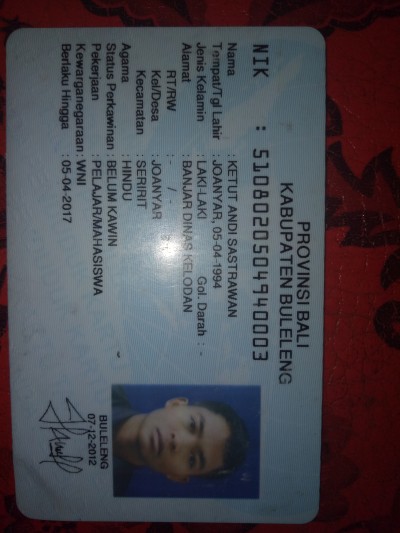 PROVINSI BALI
KABUPATEN BULELENG
NIK : 5108020504940003
Nama : KETUT ANDI SASTRAWAN
Tempat/Tgl Lahir : JOANYAR, 05-04-1994
Jenis Kelamin : LAKI-LAKI Gol. Darah : -
Alamat : BANJAR DINAS KELODAN
RT/RW : - / -
Kel/Desa : JOANYAR
Kecamatan : SERIRIT
Agama : HINDU
Status Perkawinan : BELUM KAWIN
Pekerjaan : PELAJAR/MAHASISWA
Kewarganegaraan : WNI
Berlaku Hingga : 05-04-2017
BULELENG
07-12-2012